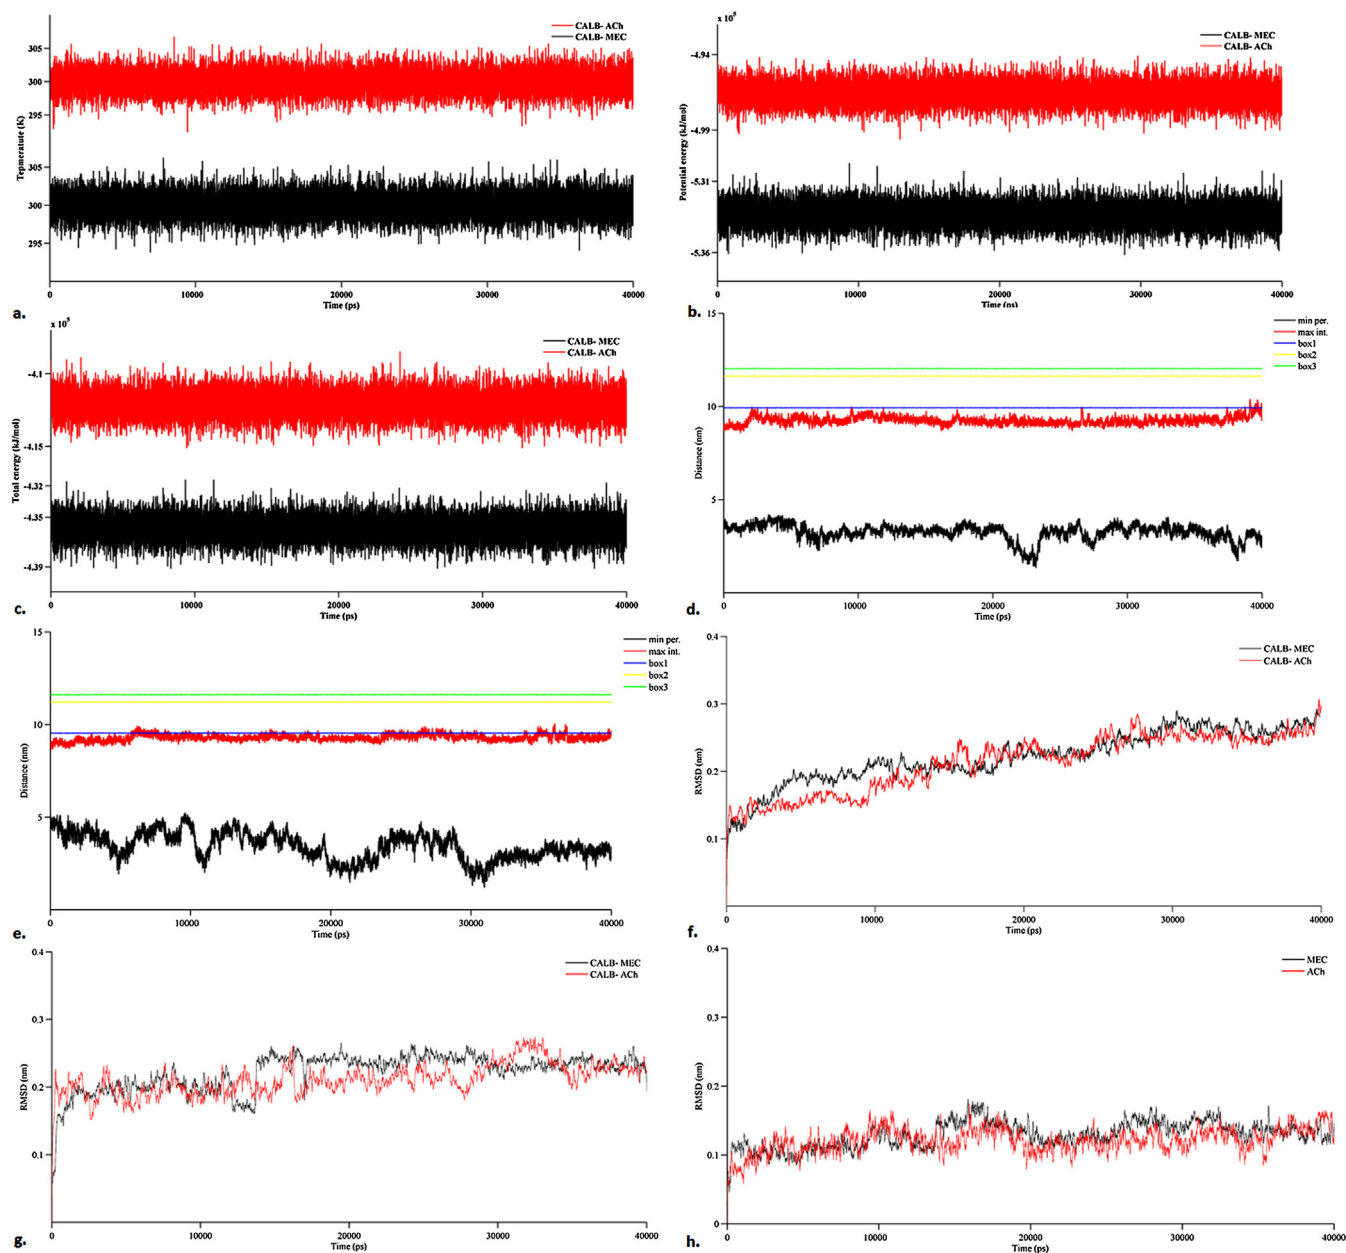 CALB- ACh
CALB- MEC
305
300
295
305
300
295
Tepmerature (K)
0 10000 20000 30000 40000
Time (ps)
a.
x 10⁵
CALB- MEC
CALB- ACh
-4.94
-4.99
-5.31
-5.36
Potential energy (kJ/mol)
0 10000 20000 30000 40000
Time (ps)
b.
x 10⁵
CALB- MEC
CALB- ACh
-4.1
-4.15
-4.32
-4.35
-4.39
Total energy (kJ/mol)
0 10000 20000 30000 40000
Time (ps)
c.
min per.
max int.
box1
box2
box3
15
10
5
Distance (nm)
0 10000 20000 30000 40000
Time (ps)
d.
min per.
max int.
box1
box2
box3
15
10
5
Distance (nm)
0 10000 20000 30000 40000
Time (ps)
e.
CALB- MEC
CALB- ACh
0.4
0.3
0.2
0.1
RMSD (nm)
0 10000 20000 30000 40000
Time (ps)
f.
CALB- MEC
CALB- ACh
0.4
0.3
0.2
0.1
RMSD (nm)
0 10000 20000 30000 40000
Time (ps)
g.
MEC
ACh
0.4
0.3
0.2
0.1
0
RMSD (nm)
0 10000 20000 30000 40000
Time (ps)
h.